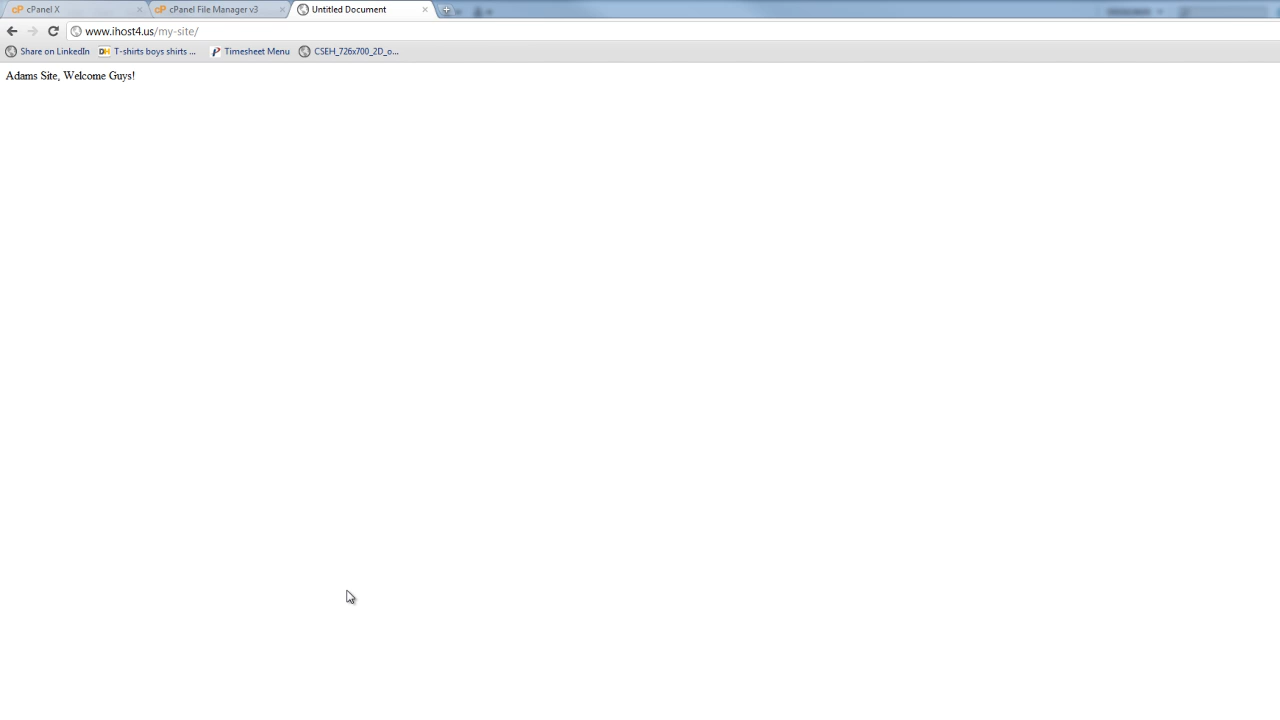 cP cPanel X
cP cPanel File Manager v3
Untitled Document
www.ihost4.us/my-site/
Share on LinkedIn
DH T-shirts boys shirts ...
P Timesheet Menu
CSEH_726x700_2D_o...
Adams Site, Welcome Guys!